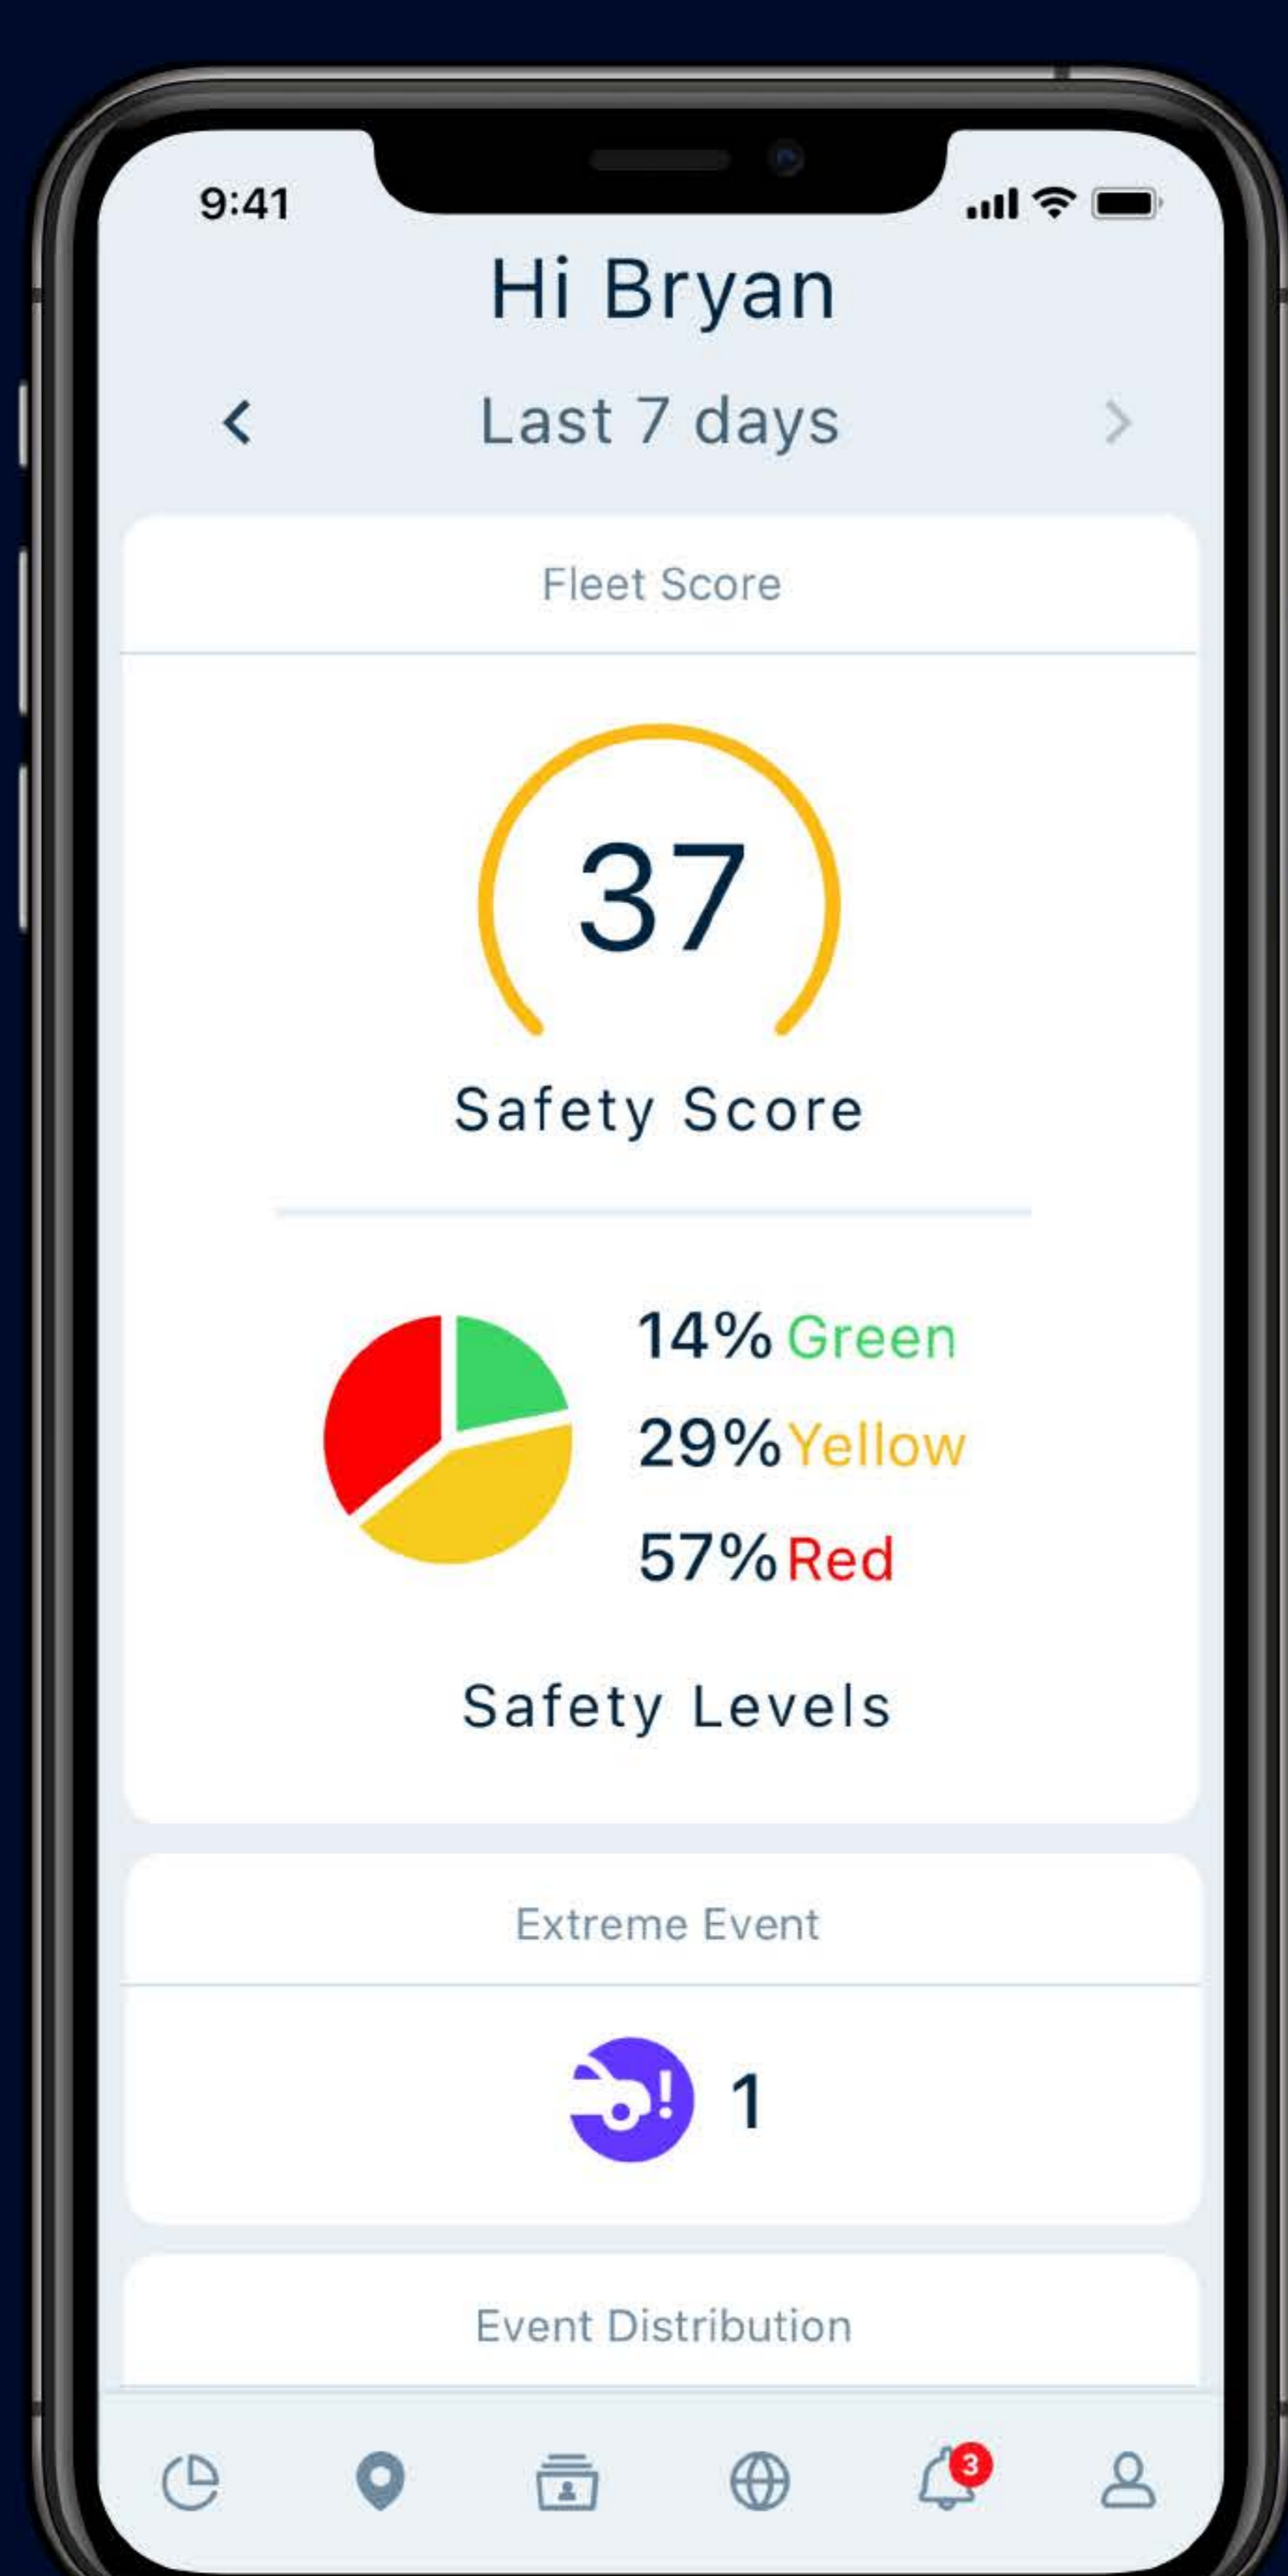 9:41
Hi Bryan
Last 7 days
Fleet Score
37
Safety Score
14% Green
29% Yellow
57% Red
Safety Levels
Extreme Event
! 1
Event Distribution
3